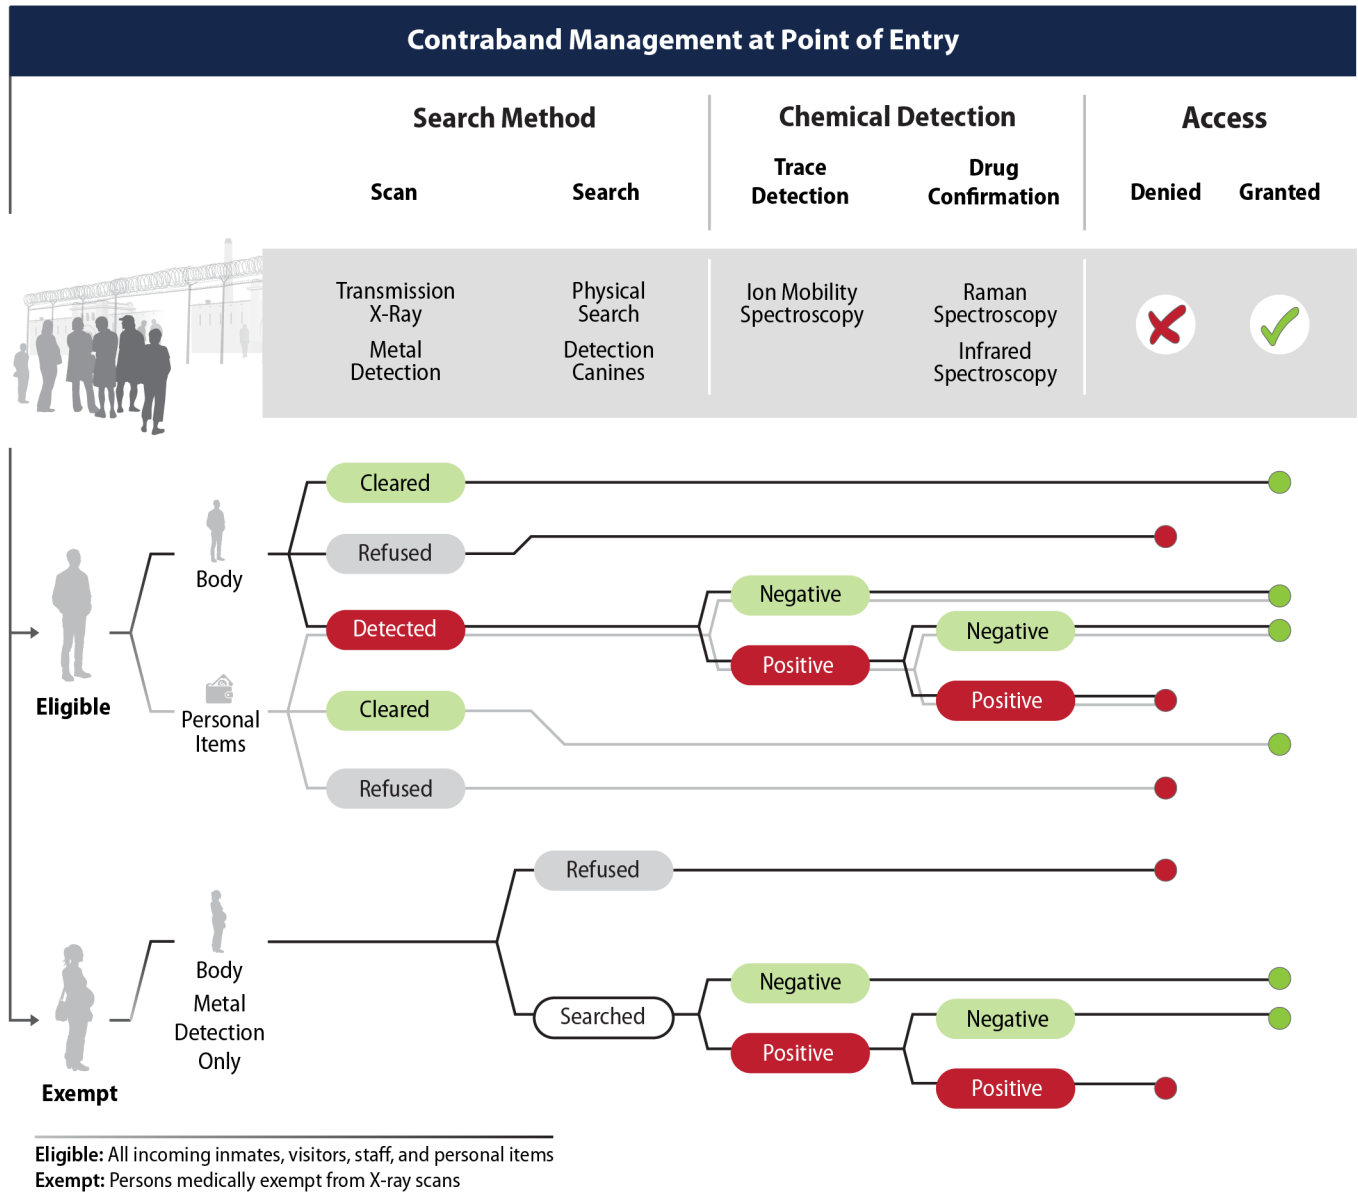 Contraband Management at Point of Entry
Search Method
Chemical Detection
Access
Scan
Search
Trace
Detection
Drug
Confirmation
Denied
Granted
Transmission
X-Ray
Metal
Detection
Physical
Search
Detection
Canines
Ion Mobility
Spectroscopy
Raman
Spectroscopy
Infrared
Spectroscopy
Cleared
Refused
Body
Detected
Negative
Negative
Positive
Positive
Eligible
Personal
Items
Cleared
Refused
Refused
Body
Metal
Detection
Only
Searched
Negative
Negative
Positive
Positive
Exempt
Eligible: All incoming inmates, visitors, staff, and personal items
Exempt: Persons medically exempt from X-ray scans